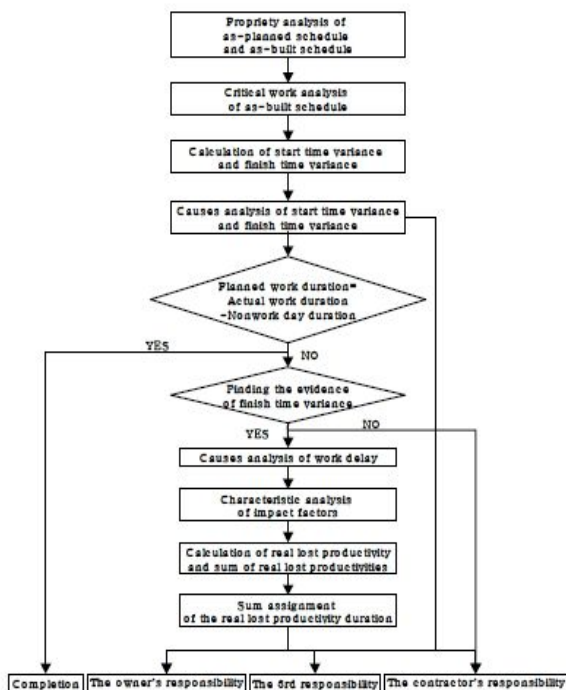 Propriety analysis of
as-planned schedule
and as-built schedule
Critical work analysis
of as-built schedule
Calculation of start time variance
and finish time variance
Causes analysis of start time variance
and finish time variance
Planned work duration=
Actual work duration
-Nonwork day duration
YES
NO
Finding the evidence
of finish time variance
YES
NO
Causes analysis of work delay
Characteristic analysis
of impact factors
Calculation of real lost productivity
and sum of real lost productivities
Sum assignment
of the real lost productivity duration
Completion
The owner's responsibility
The 3rd responsibility
The contractor's responsibility